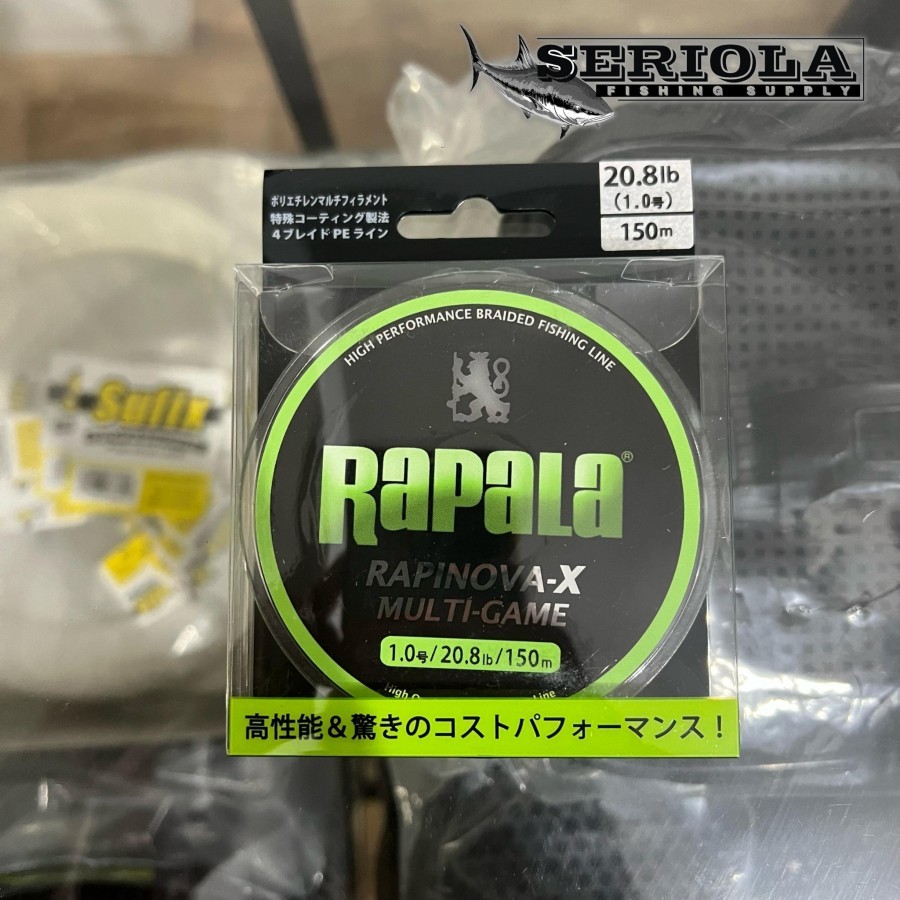 SERIOLA
FISHING SUPPLY
ポリエチレンマルチフィラメント
特殊コーティング製法
4ブレイドPEライン
20.8lb
(1.0号)
150m
HIGH PERFORMANCE BRAIDED FISHING LINE
RAPALA®
RAPINOVA-X
MULTI-GAME
1.0号/20.8lb/150m
High
Line
高性能&驚きのコストパフォーマンス!
Sufix